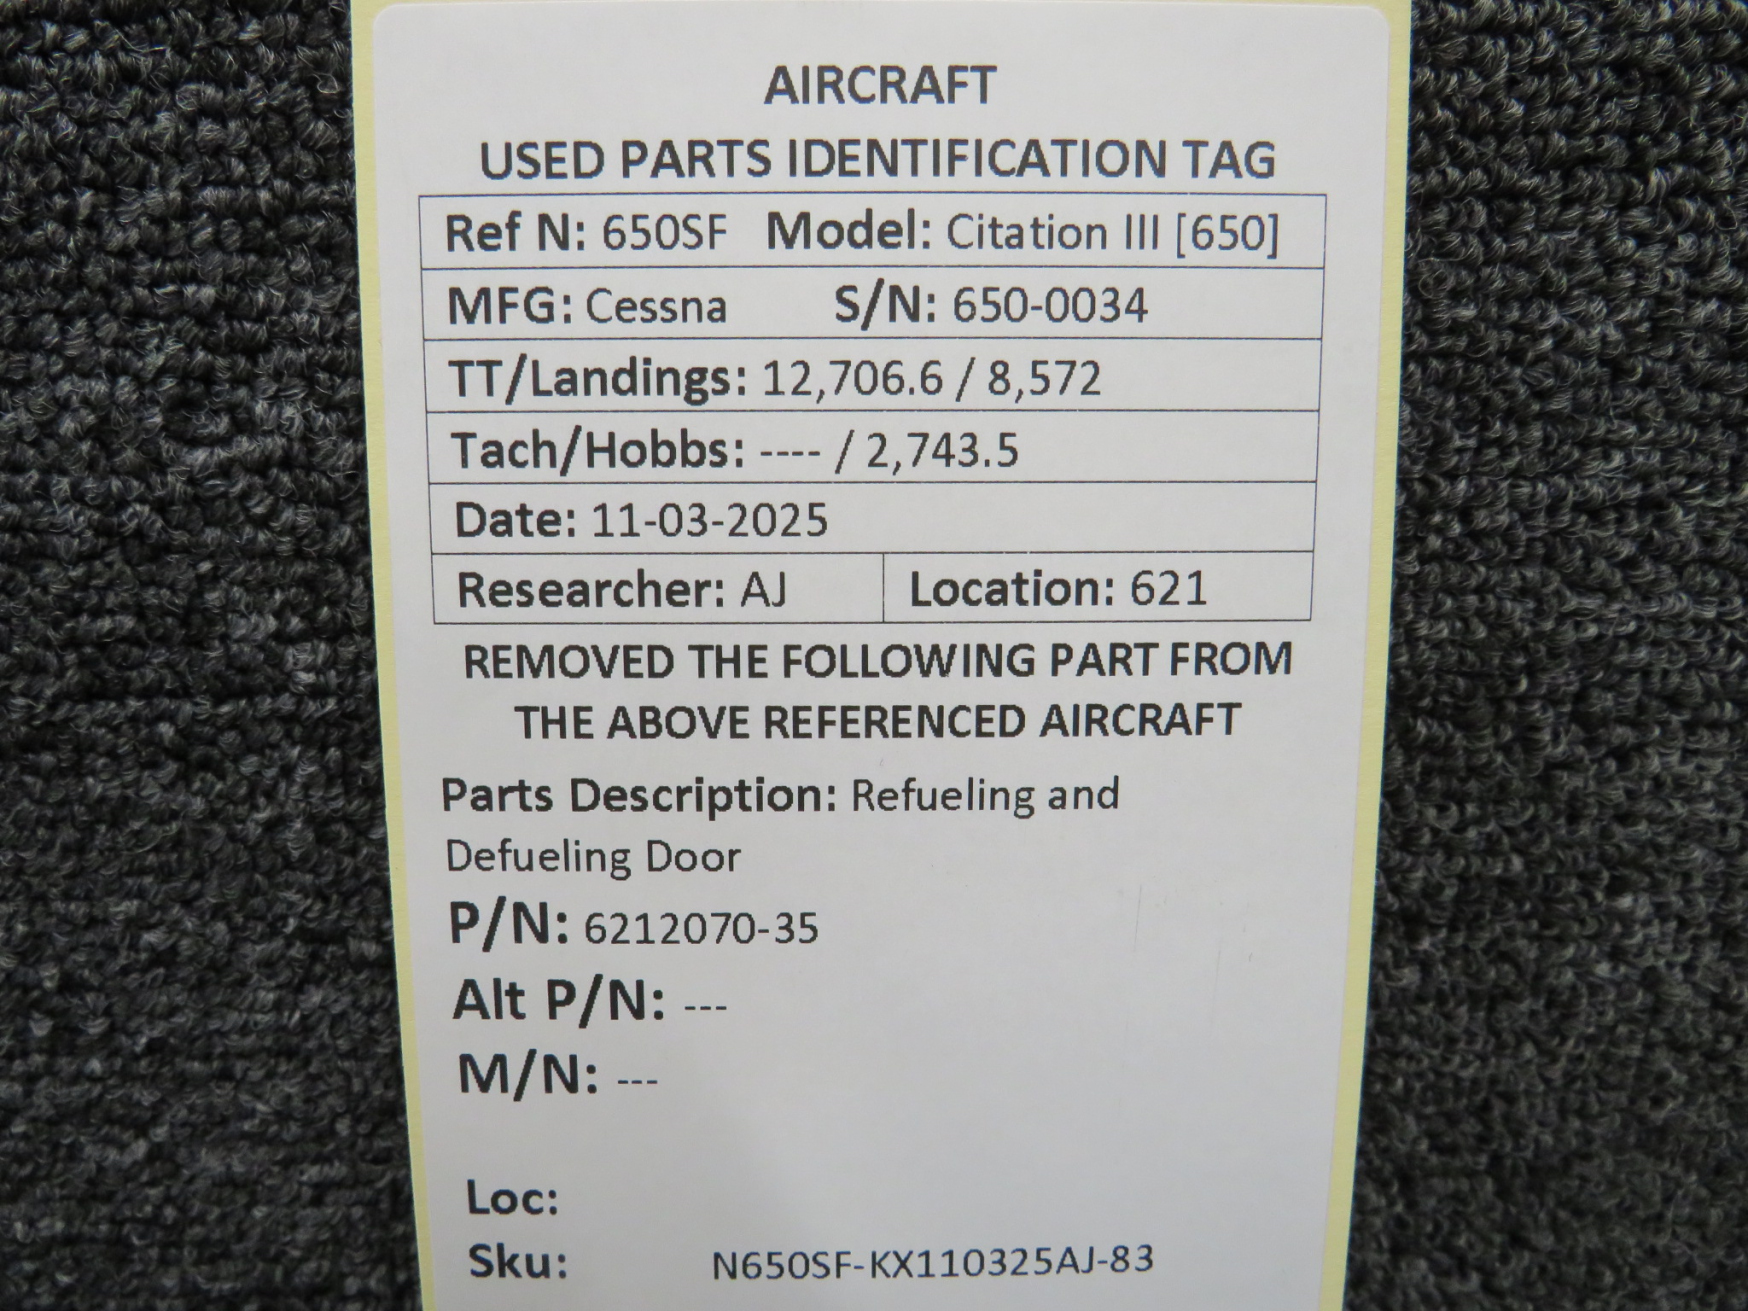 AIRCRAFT
USED PARTS IDENTIFICATION TAG
Ref N: 650SF Model: Citation III [650]
MFG: Cessna S/N: 650-0034
TT/Landings: 12,706.6 / 8,572
Tach/Hobbs: ---- / 2,743.5
Date: 11-03-2025
Researcher: AJ Location: 621
REMOVED THE FOLLOWING PART FROM
THE ABOVE REFERENCED AIRCRAFT
Parts Description: Refueling and
Defueling Door
P/N: 6212070-35
Alt P/N: ---
M/N: ---
Loc:
Sku: N650SF-KX110325AJ-83